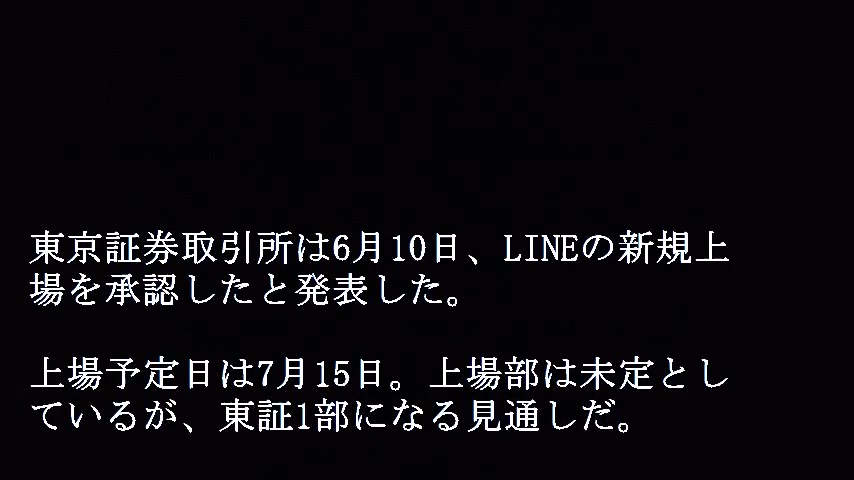 東京証券取引所は6月10日、LINEの新規上
場を承認したと発表した。
上場予定日は7月15日。上場部は未定とし
ているが、東証1部になる見通しだ。